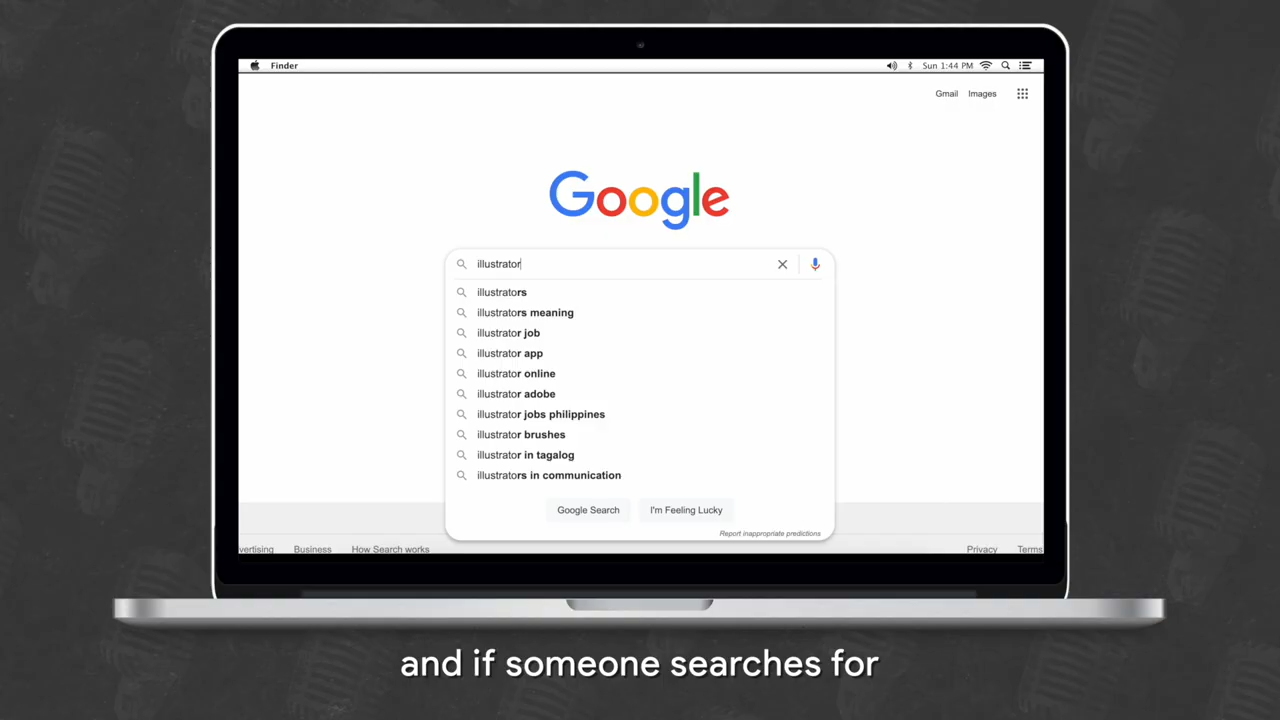 Finder
Sun 1:44 PM
Gmail Images
Google
illustrator
illustrators
illustrators meaning
illustrator job
illustrator app
illustrator online
illustrator adobe
illustrator jobs philippines
illustrator brushes
illustrator in tagalog
illustrators in communication
Google Search I'm Feeling Lucky
Report inappropriate predictions
vertising Business How Search works Privacy Terms
and if someone searches for